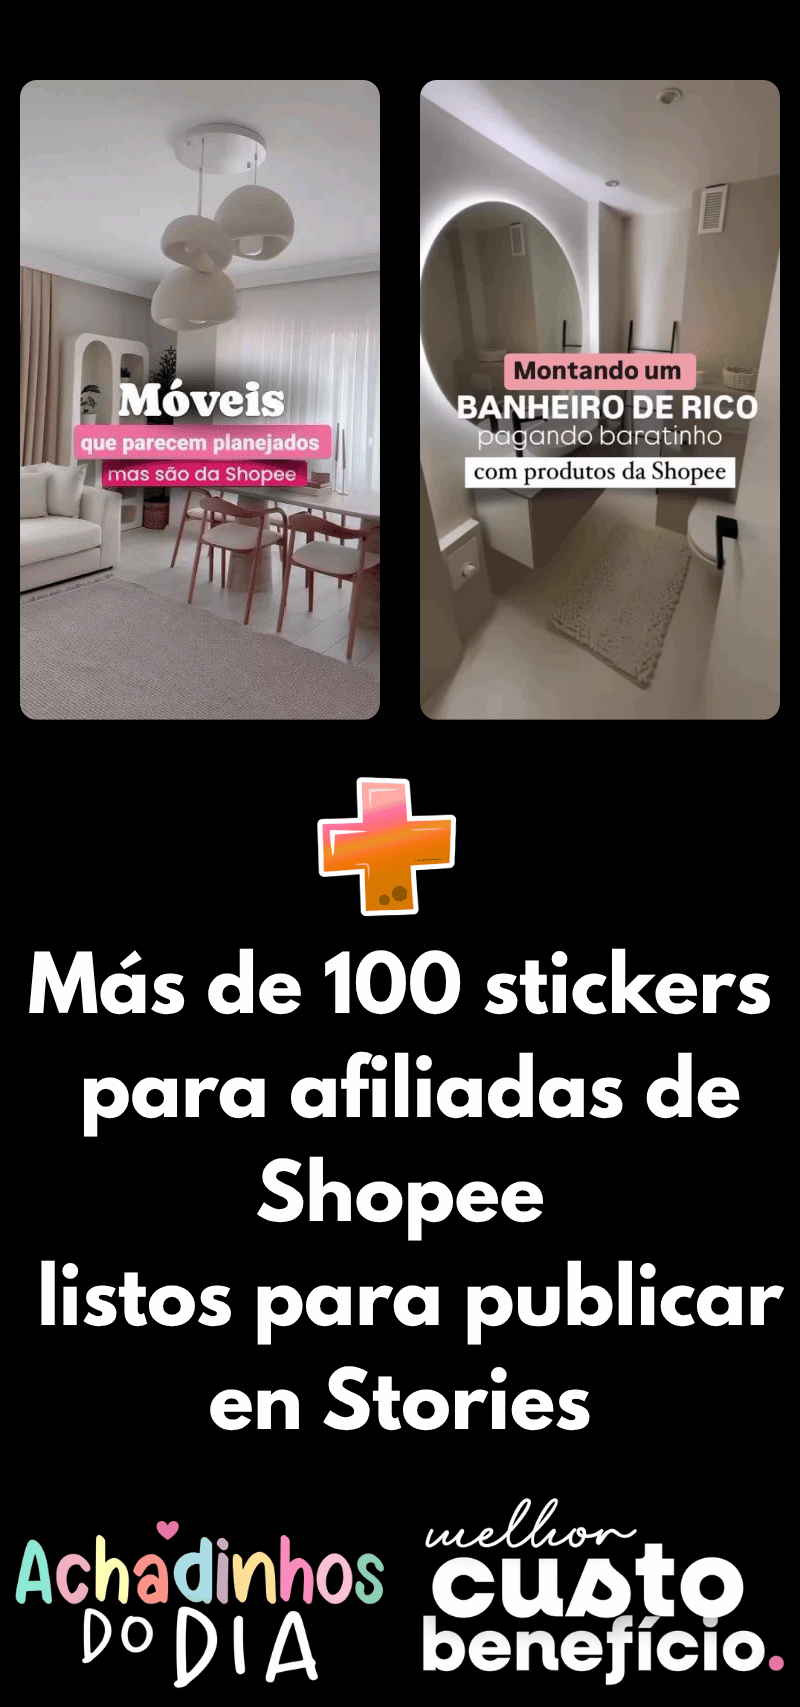 Móveis
que parecem planejados
mas são da Shopee
Montando um
BANHEIRO DE RICO
pagando baratinho
com produtos da Shopee
Más de 100 stickers
para afiliadas de
Shopee
listos para publicar
en Stories
Achadinhos
DO DIA
melhor
custo
benefício.